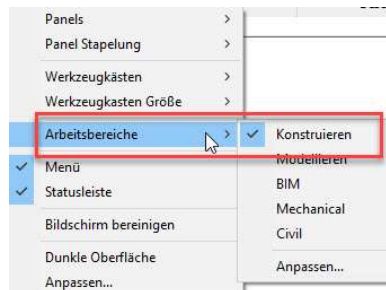 Panels
Panel Stapelung
Werkzeugkästen
Werkzeugkasten Größe
Arbeitsbereiche
Menü
Statusleiste
Bildschirm bereinigen
Dunkle Oberfläche
Anpassen...
Konstruieren
Modellieren
BIM
Mechanical
Civil
Anpassen...